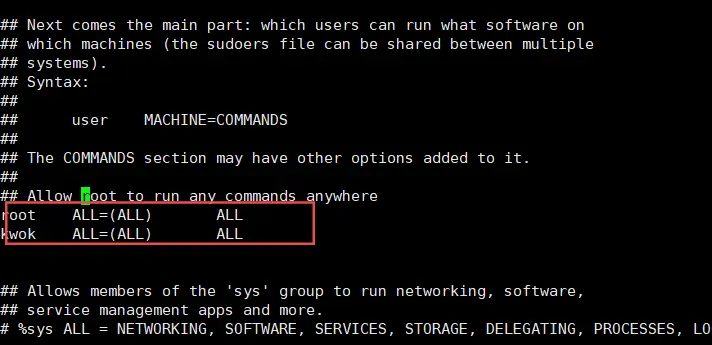 ## Next comes the main part: which users can run what software on
## which machines (the sudoers file can be shared between multiple
## systems).
## Syntax:
##
##      user    MACHINE=COMMANDS
##
## The COMMANDS section may have other options added to it.
##
## Allow root to run any commands anywhere
root    ALL=(ALL)       ALL
kwok    ALL=(ALL)       ALL
## Allows members of the 'sys' group to run networking, software,
## service management apps and more.
# %sys ALL = NETWORKING, SOFTWARE, SERVICES, STORAGE, DELEGATING, PROCESSES, LO